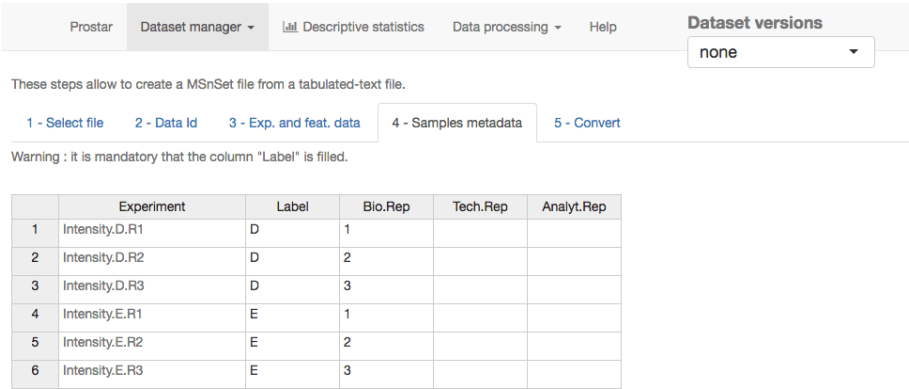 Prostar Dataset manager Descriptive statistics Data processing Help Dataset versions
none
These steps allow to create a MSnSet file from a tabulated-text file.
1 - Select file 2 - Data Id 3 - Exp. and feat. data 4 - Samples metadata 5 - Convert
Warning : it is mandatory that the column "Label" is filled.
Experiment Label Bio.Rep Tech.Rep Analyt.Rep
1 Intensity.D.R1 D 1
2 Intensity.D.R2 D 2
3 Intensity.D.R3 D 3
4 Intensity.E.R1 E 1
5 Intensity.E.R2 E 2
6 Intensity.E.R3 E 3